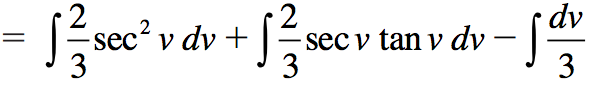 = ∫ 2/3 sec² v dv + ∫ 2/3 sec v tan v dv − ∫ dv/3